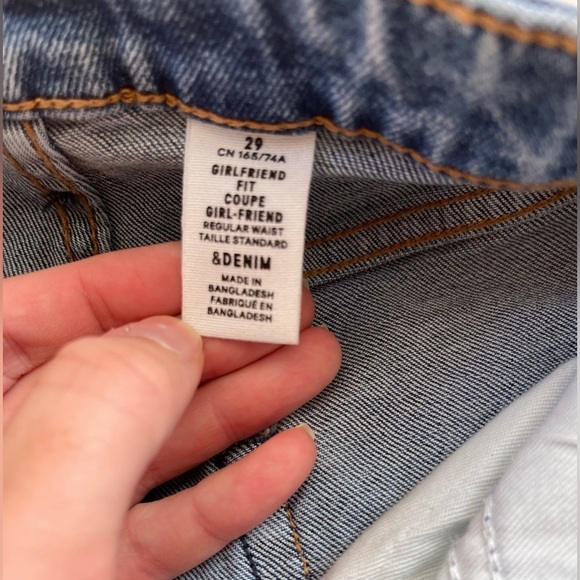 29
CN 165/74A
GIRLFRIEND
FIT
COUPE
GIRL-FRIEND
REGULAR WAIST
TAILLE STANDARD
&DENIM
MADE IN
BANGLADESH
FABRIQUÉ EN
BANGLADESH